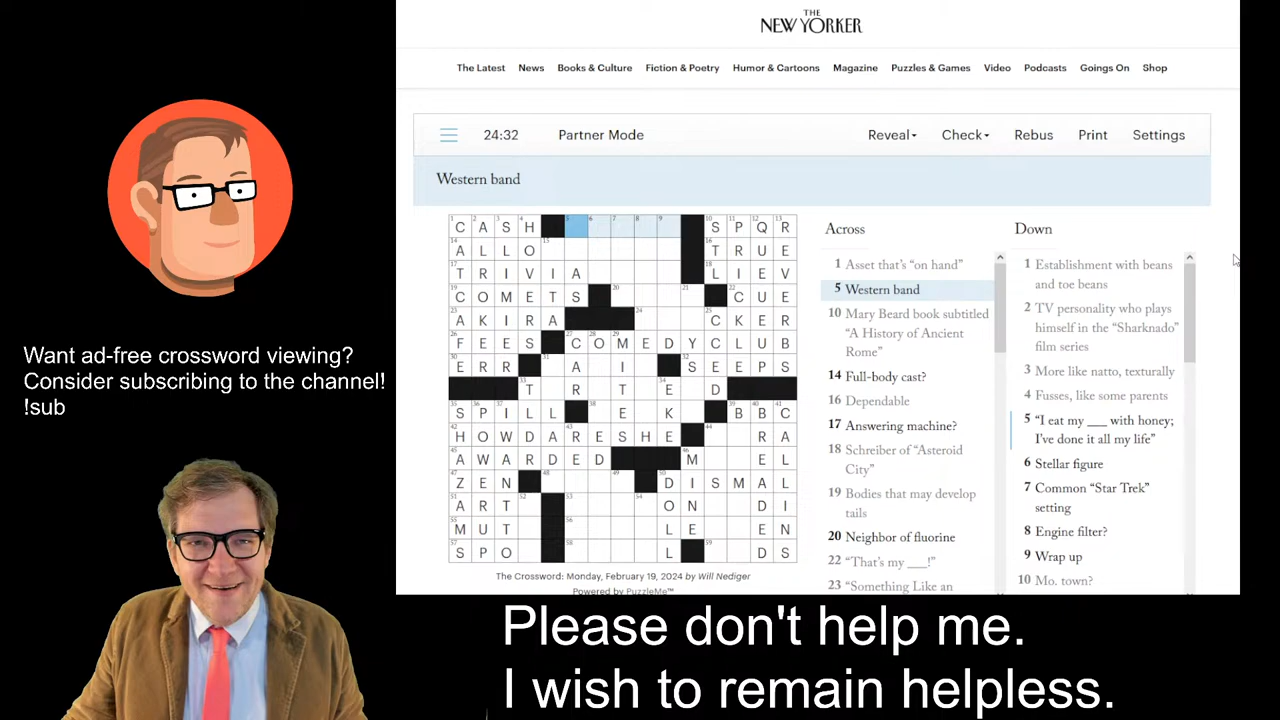 THE
NEW YORKER
The Latest News Books & Culture Fiction & Poetry Humor & Cartoons Magazine Puzzles & Games Video Podcasts Goings On Shop
24:32 Partner Mode Reveal Check Rebus Print Settings
Western band
C A S H S P Q R
A L L O T R U E
T R I V I A L I E V
C O M E T S C U E
A K I R A C K E R
F E E S C O M E D Y C L U B
E R R A I T S E E P S
T R T E D
S P I L L E K B B C
H O W D A R E S H E R A
A W A R D E D M E L
Z E N D I S M A L
A R T O N D I
M U T L E E N
S P O L D S
The Crossword: Monday, February 19, 2024 by Will Nediger
Powered by PuzzleMe™
Across
1 Asset that's “on hand”
5 Western band
10 Mary Beard book subtitled
“A History of Ancient
Rome”
14 Full-body cast?
16 Dependable
17 Answering machine?
18 Schreiber of “Asteroid
City”
19 Bodies that may develop
tails
20 Neighbor of fluorine
22 “That's my ___!”
23 “Something Like an
Down
1 Establishment with beans
and toe beans
2 TV personality who plays
himself in the “Sharknado”
film series
3 More like natto, texturally
4 Fusses, like some parents
5 “I eat my ___ with honey;
I've done it all my life”
6 Stellar figure
7 Common “Star Trek”
setting
8 Engine filter?
9 Wrap up
10 Mo. town?
Want ad-free crossword viewing?
Consider subscribing to the channel!
!sub
Please don't help me.
I wish to remain helpless.